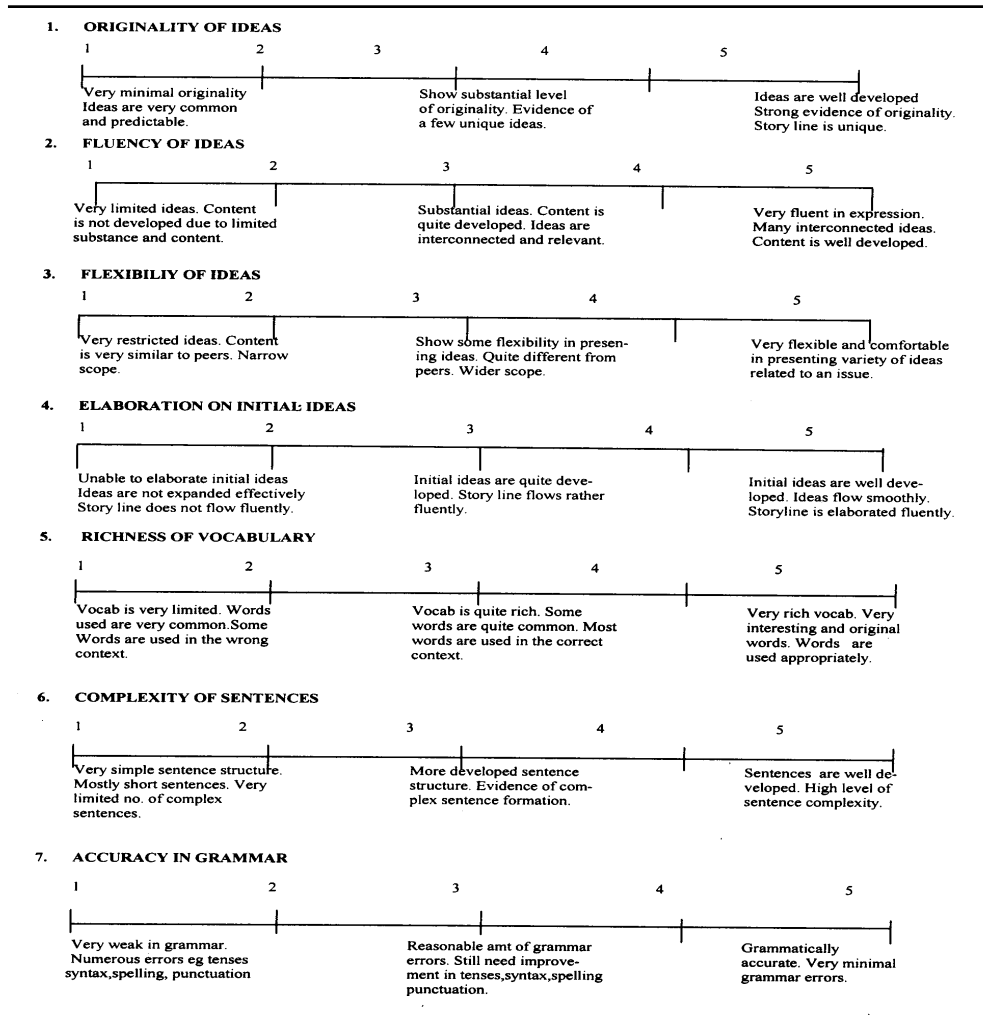 1. ORIGINALITY OF IDEAS
1 2 3 4 5
Very minimal originality
Ideas are very common
and predictable.
Show substantial level
of originality. Evidence of
a few unique ideas.
Ideas are well developed
Strong evidence of originality.
Story line is unique.
2. FLUENCY OF IDEAS
1 2 3 4 5
Very limited ideas. Content
is not developed due to limited
substance and content.
Substantial ideas. Content is
quite developed. Ideas are
interconnected and relevant.
Very fluent in expression.
Many interconnected ideas.
Content is well developed.
3. FLEXIBILIY OF IDEAS
1 2 3 4 5
Very restricted ideas. Content
is very similar to peers. Narrow
scope.
Show some flexibility in presen-
ing ideas. Quite different from
peers. Wider scope.
Very flexible and comfortable
in presenting variety of ideas
related to an issue.
4. ELABORATION ON INITIAL IDEAS
1 2 3 4 5
Unable to elaborate initial ideas
Ideas are not expanded effectively
Story line does not flow fluently.
Initial ideas are quite deve-
loped. Story line flows rather
fluently.
Initial ideas are well deve-
loped. Ideas flow smoothly.
Storyline is elaborated fluently.
5. RICHNESS OF VOCABULARY
1 2 3 4 5
Vocab is very limited. Words
used are very common.Some
Words are used in the wrong
context.
Vocab is quite rich. Some
words are quite common. Most
words are used in the correct
context.
Very rich vocab. Very
interesting and original
words. Words are
used appropriately.
6. COMPLEXITY OF SENTENCES
1 2 3 4 5
Very simple sentence structure.
Mostly short sentences. Very
limited no. of complex
sentences.
More developed sentence
structure. Evidence of com-
plex sentence formation.
Sentences are well de-
veloped. High level of
sentence complexity.
7. ACCURACY IN GRAMMAR
1 2 3 4 5
Very weak in grammar.
Numerous errors eg tenses
syntax,spelling, punctuation
Reasonable amt of grammar
errors. Still need improve-
ment in tenses,syntax,spelling
punctuation.
Grammatically
accurate. Very minimal
grammar errors.